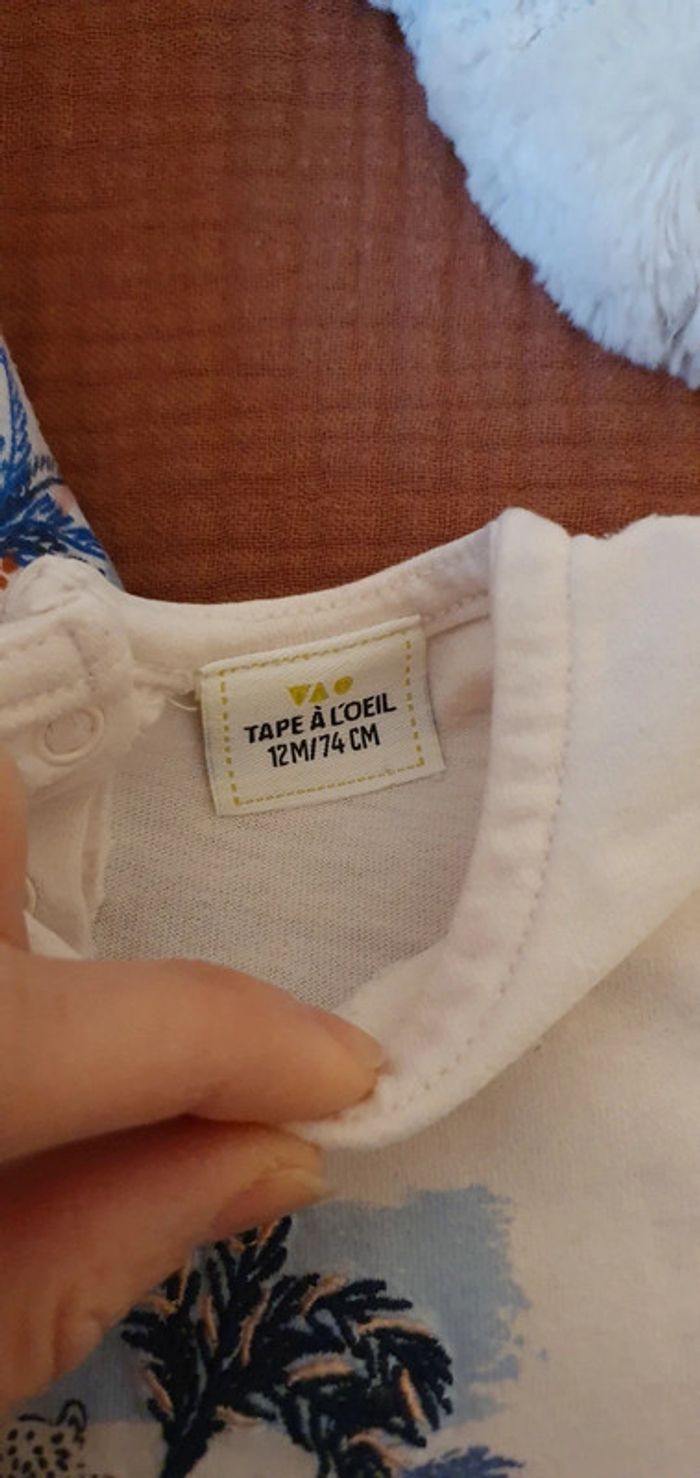 TAPE À L'OEIL
12M/74 CM